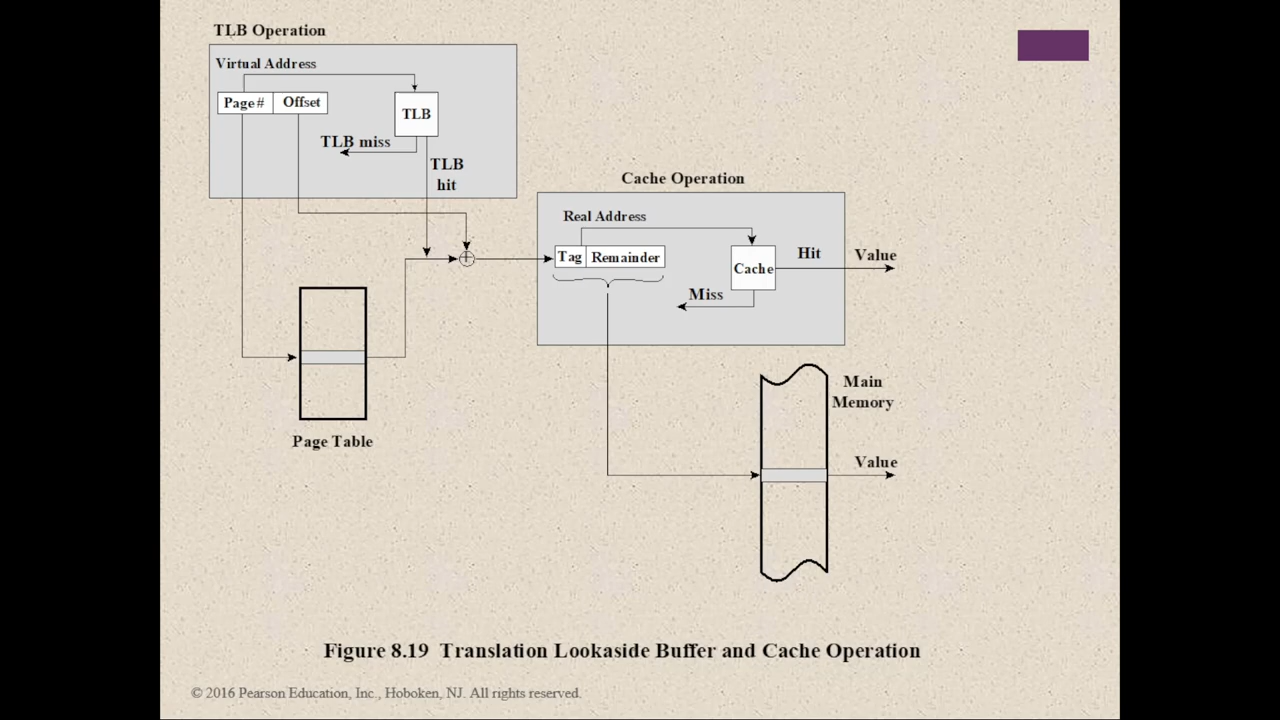 TLB Operation
Virtual Address
Page# Offset
TLB
TLB miss
TLB
hit
Cache Operation
Real Address
Tag Remainder
Cache
Hit
Value
Miss
Page Table
Main
Memory
Value
Figure 8.19 Translation Lookaside Buffer and Cache Operation
© 2016 Pearson Education, Inc., Hoboken, NJ. All rights reserved.